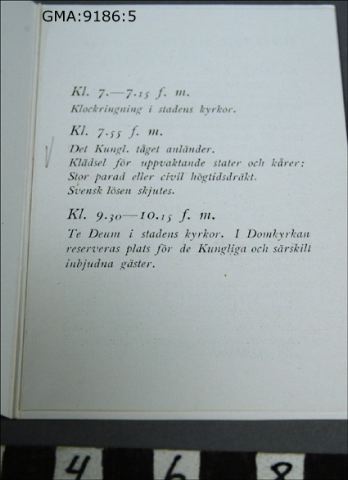 GMA:9186:5
Kl. 7.—7.15 f. m.
Klockringning i stadens kyrkor.
Kl. 7.55 f. m.
Det Kungl. tåget anländer.
Klädsel för uppvaktande stater och kårer:
Stor parad eller civil högtidsdräkt.
Svensk lösen skjutes.
Kl. 9.30—10.15 f. m.
Te Deum i stadens kyrkor. I Domkyrkan
reserveras plats för de Kungliga och särskilt
inbjudna gäster.
4 6 8